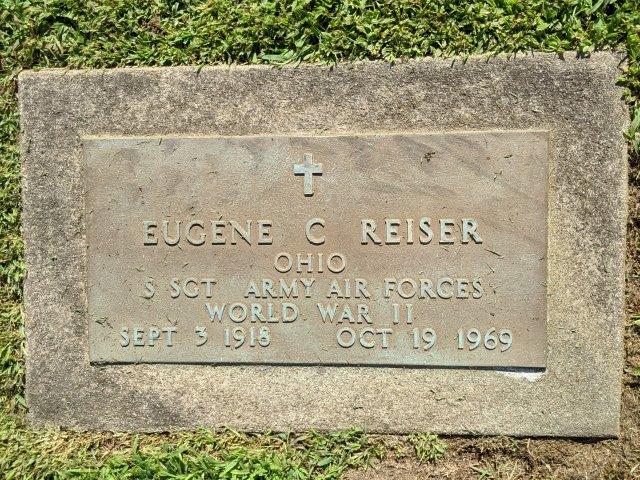 EUGENE C REISER
OHIO
S SGT ARMY AIR FORCES
WORLD WAR II
SEPT 3 1918 OCT 19 1969